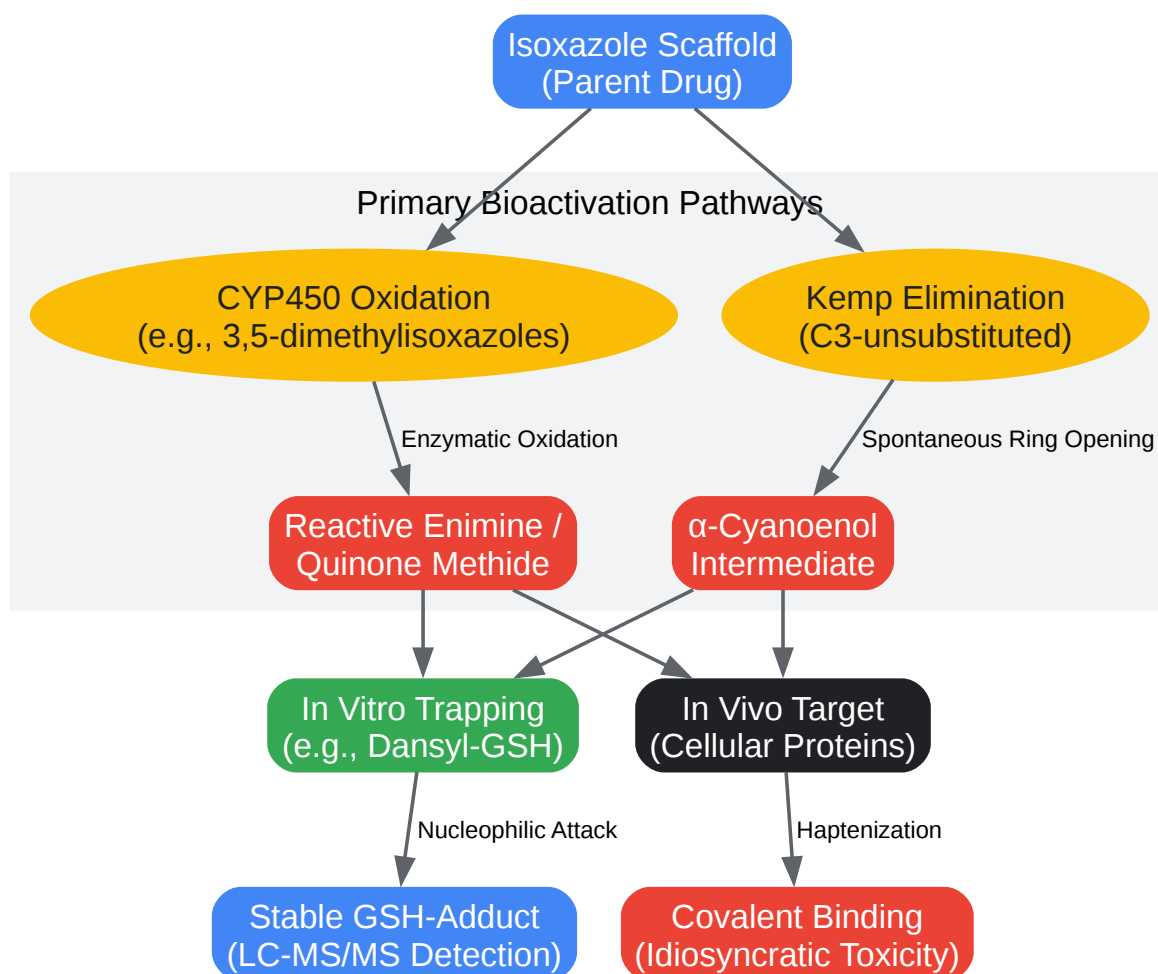 Isoxazole Scaffold
(Parent Drug)
Primary Bioactivation Pathways
CYP450 Oxidation
(e.g., 3,5-dimethylisoxazoles)
Kemp Elimination
(C3-unsubstituted)
Enzymatic Oxidation
Spontaneous Ring Opening
Reactive Enimine /
Quinone Methide
α-Cyanoenol
Intermediate
In Vitro Trapping
(e.g., Dansyl-GSH)
In Vivo Target
(Cellular Proteins)
Nucleophilic Attack
Haptenization
Stable GSH-Adduct
(LC-MS/MS Detection)
Covalent Binding
(Idiosyncratic Toxicity)